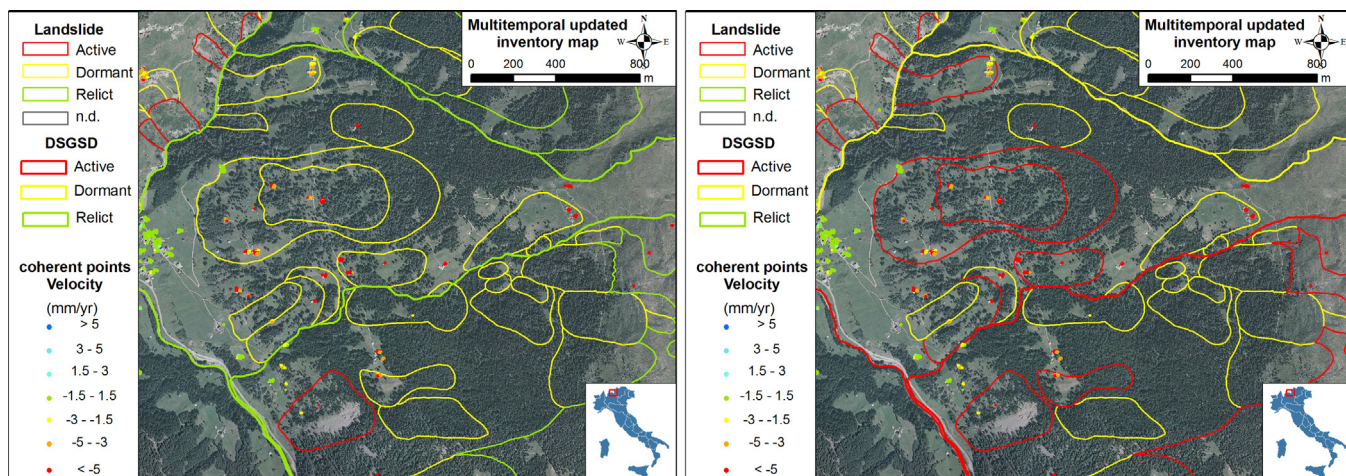 Landslide
Active
Dormant
Relict
n.d.
DSGSD
Active
Dormant
Relict
coherent points
Velocity
(mm/yr)
> 5
3 - 5
1.5 - 3
-1.5 - 1.5
-3 - -1.5
-5 - -3
< -5
Multitemporal updated
inventory map
N
W
E
S
0 200 400 800
m
Landslide
Active
Dormant
Relict
n.d.
DSGSD
Active
Dormant
Relict
coherent points
Velocity
(mm/yr)
> 5
3 - 5
1.5 - 3
-1.5 - 1.5
-3 - -1.5
-5 - -3
< -5
Multitemporal updated
inventory map
N
W
E
S
0 200 400 800
m